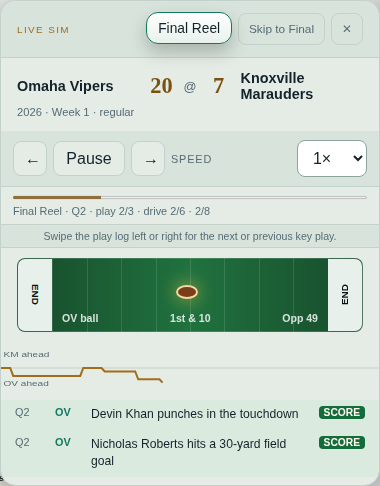 LIVE SIM
Final Reel
Skip to Final
×
Omaha Vipers
20 @ 7
Knoxville
Marauders
2026 · Week 1 · regular
← Pause → SPEED 1×
Final Reel · Q2 · play 2/3 · drive 2/6 · 2/8
Swipe the play log left or right for the next or previous key play.
END
END
OV ball
1st & 10
Opp 49
KM ahead
OV ahead
Q2 OV Devin Khan punches in the touchdown SCORE
Q2 OV Nicholas Roberts hits a 30-yard field SCORE
goal